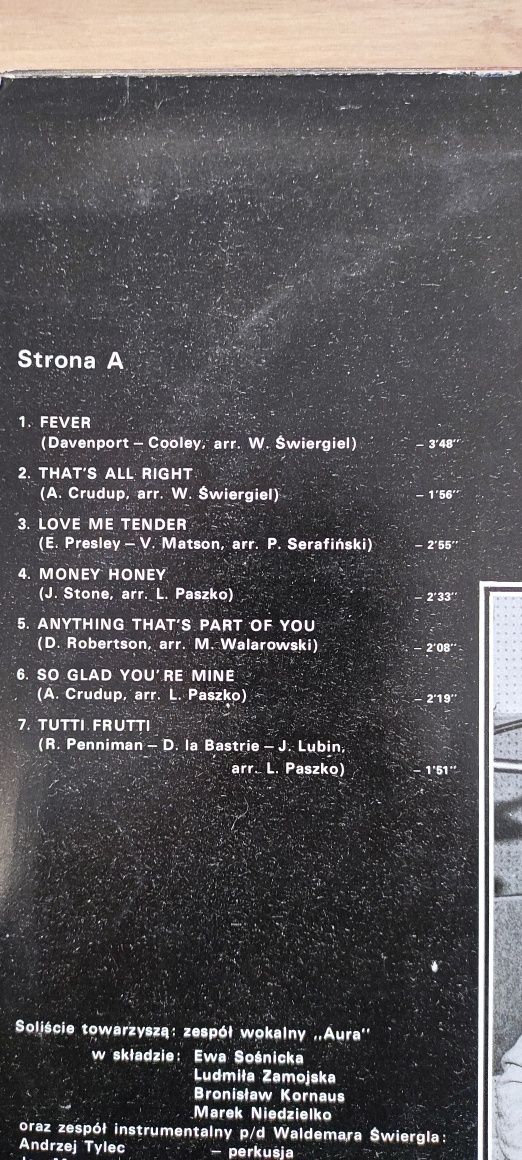 Strona A
1. FEVER
(Davenport – Cooley, arr. W. Świergiel) – 3'48''
2. THAT'S ALL RIGHT
(A. Crudup, arr. W. Świergiel) – 1'56''
3. LOVE ME TENDER
(E. Presley – V. Matson, arr. P. Serafiński) – 2'55''
4. MONEY HONEY
(J. Stone, arr. L. Paszko) – 2'33''
5. ANYTHING THAT'S PART OF YOU
(D. Robertson, arr. M. Walarowski) – 2'08''
6. SO GLAD YOU'RE MINE
(A. Crudup, arr. L. Paszko) – 2'19''
7. TUTTI FRUTTI
(R. Penniman – D. la Bastrie – J. Lubin,
arr. L. Paszko) – 1'51''
Soliście towarzyszą: zespół wokalny „Aura''
w składzie: Ewa Sośnicka
Ludmiła Zamojska
Bronisław Kornaus
Marek Niedzielko
oraz zespół instrumentalny p/d Waldemara Świergla:
Andrzej Tylec – perkusja